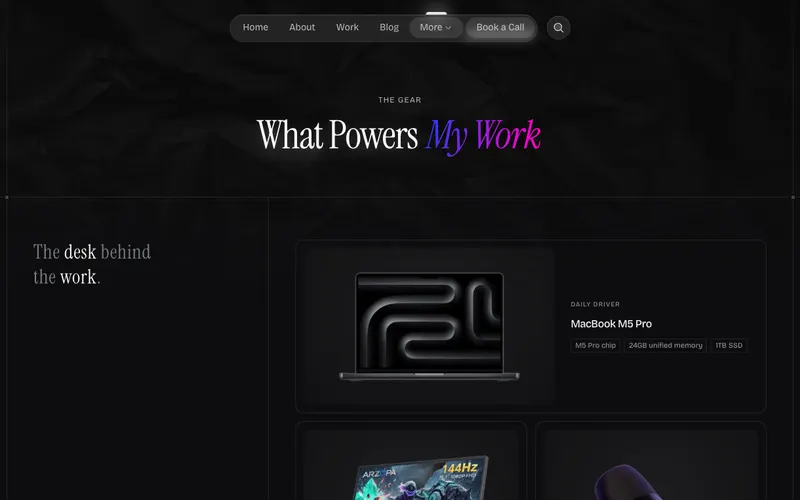 Home About Work Blog More Book a Call
THE GEAR
What Powers My Work
The desk behind
the work.
DAILY DRIVER
MacBook M5 Pro
M5 Pro chip 24GB unified memory 1TB SSD
144Hz